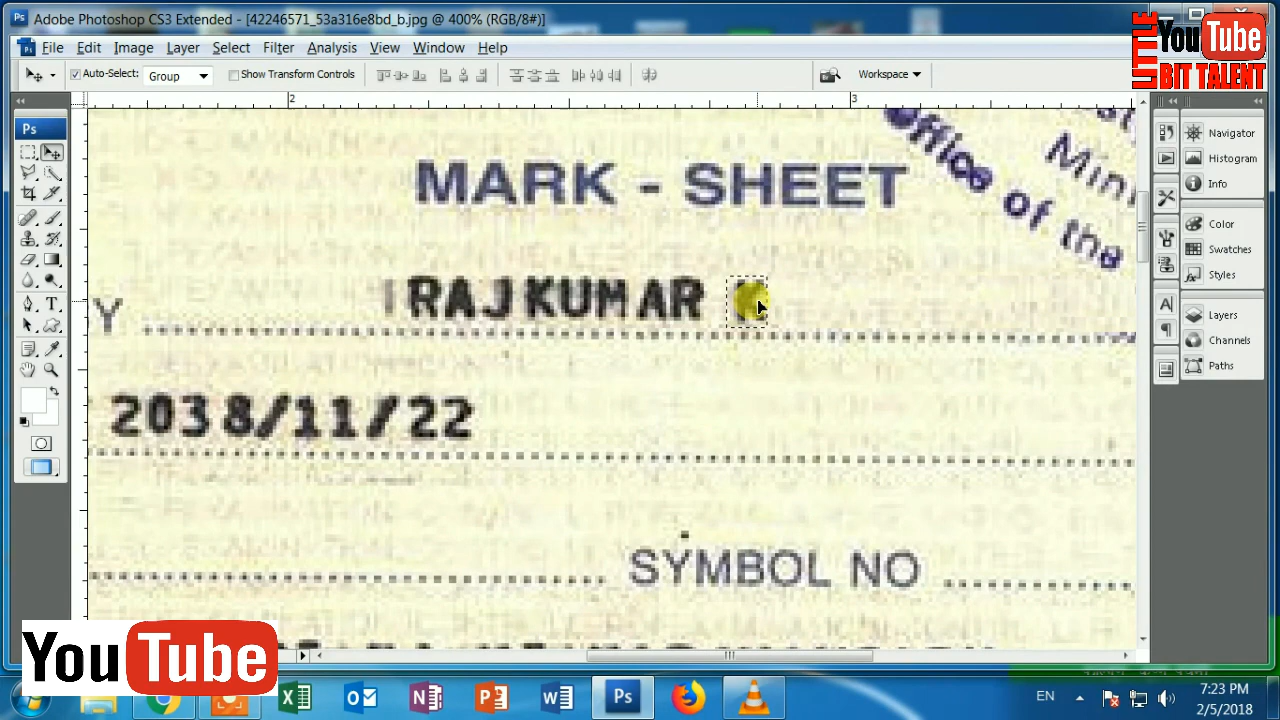 Adobe Photoshop CS3 Extended - [42246571_53a316e8bd_b.jpg @ 400% (RGB/8#)]
LITTLE
YouTube
BIT TALENT
File Edit Image Layer Select Filter Analysis View Window Help
Auto-Select: Group Show Transform Controls Workspace
2 3
Ps
Navigator
Histogram
Info
Color
Swatches
Styles
Layers
Channels
Paths
Office of the
MARK - SHEET
RAJKUMAR
Y
2038/11/22
SYMBOL NO
YouTube
EN
7:23 PM
2/5/2018